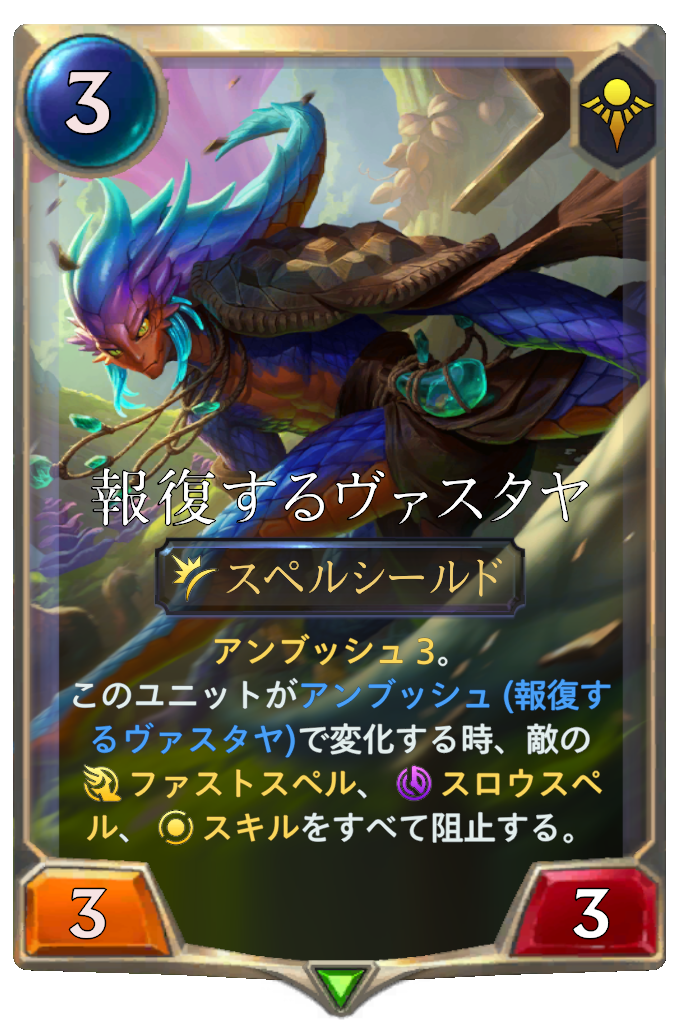 3
報復するヴァスタヤ
スペルシールド
アンブッシュ 3。
このユニットがアンブッシュ (報復す
るヴァスタヤ)で変化する時、敵の
ファストスペル、 スロウスペ
ル、 スキルをすべて阻止する。
3 3